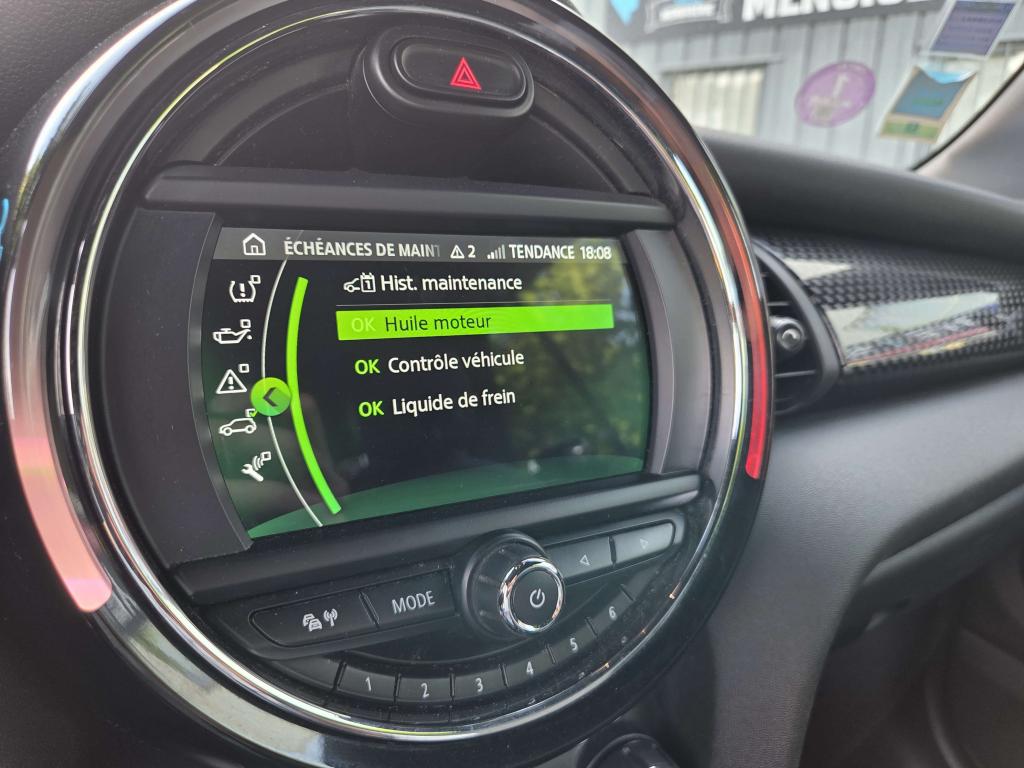 ÉCHÉANCES DE MAINT 2 TENDANCE 18:08
Hist. maintenance
OK Huile moteur
OK Contrôle véhicule
OK Liquide de frein
MODE
1 2 3 4 5 6